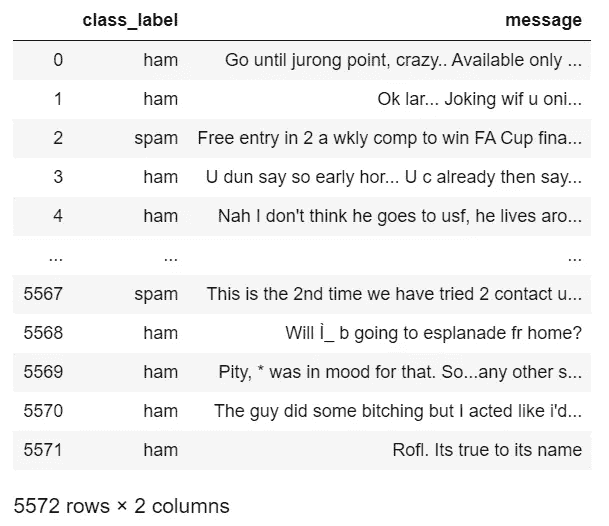 class_label message
0 ham Go until jurong point, crazy.. Available only ...
1 ham Ok lar... Joking wif u oni...
2 spam Free entry in 2 a wkly comp to win FA Cup fina...
3 ham U dun say so early hor... U c already then say...
4 ham Nah I don't think he goes to usf, he lives aro...
... ... ...
5567 spam This is the 2nd time we have tried 2 contact u...
5568 ham Will Ì_ b going to esplanade fr home?
5569 ham Pity, * was in mood for that. So...any other s...
5570 ham The guy did some bitching but I acted like i'd...
5571 ham Rofl. Its true to its name
5572 rows × 2 columns